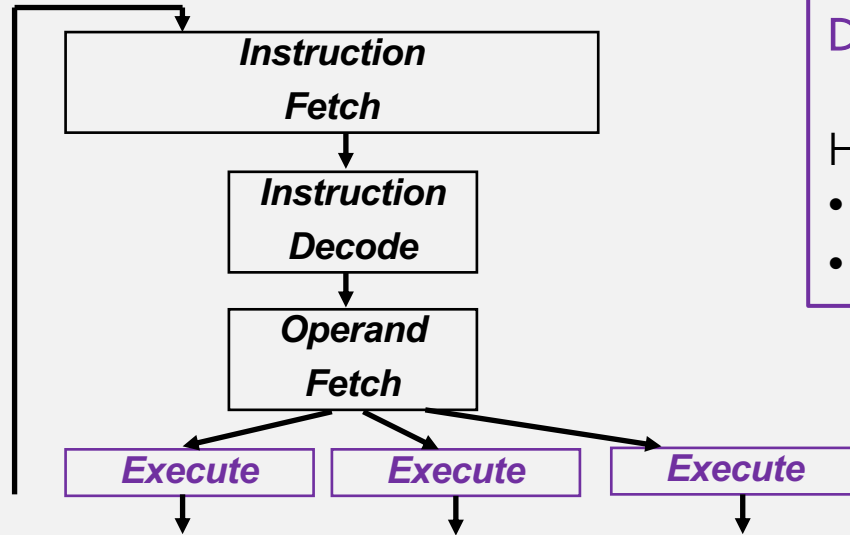 Instruction
Fetch
D
Instruction
Decode
•
•
Operand
Fetch
Execute Execute Execute